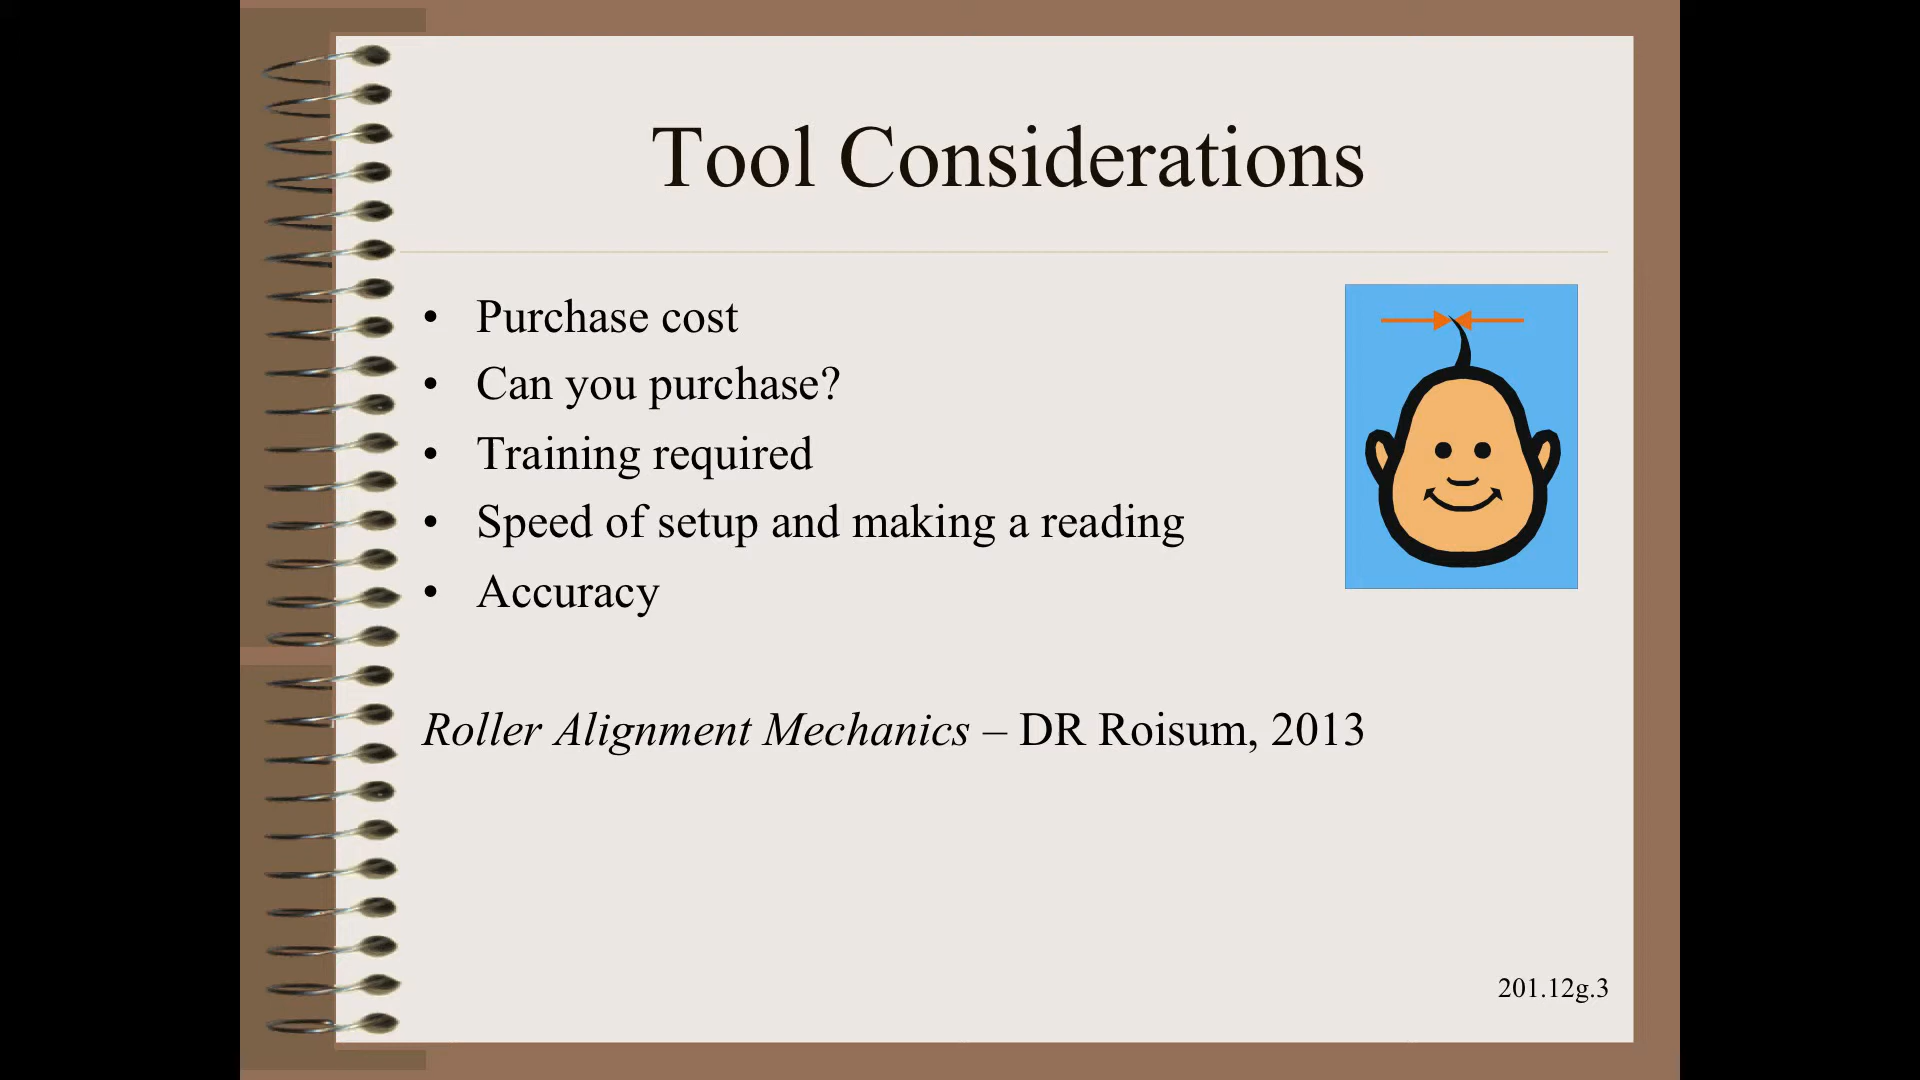 Tool Considerations
• Purchase cost
• Can you purchase?
• Training required
• Speed of setup and making a reading
• Accuracy
Roller Alignment Mechanics – DR Roisum, 2013
201.12g.3